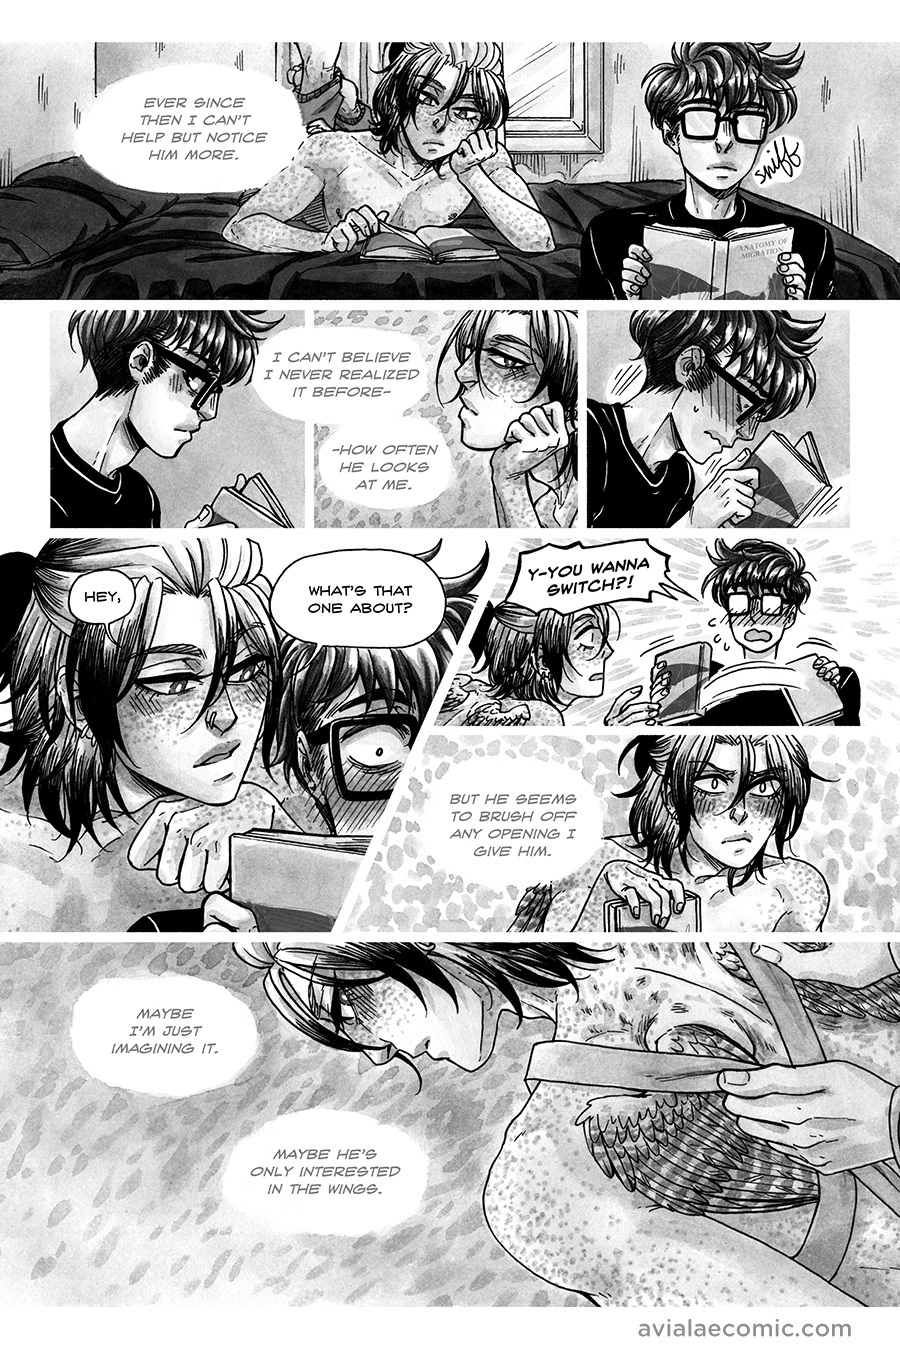 EVER SINCE
THEN I CAN'T
HELP BUT NOTICE
HIM MORE.
sniff
ANATOMY OF
MIGRATION
I CAN'T BELIEVE
I NEVER REALIZED
IT BEFORE-
-HOW OFTEN
HE LOOKS
AT ME.
HEY,
WHAT'S THAT
ONE ABOUT?
Y-YOU WANNA
SWITCH?!
BUT HE SEEMS
TO BRUSH OFF
ANY OPENING I
GIVE HIM.
MAYBE
I'M JUST
IMAGINING IT.
MAYBE HE'S
ONLY INTERESTED
IN THE WINGS.
avialaecomic.com